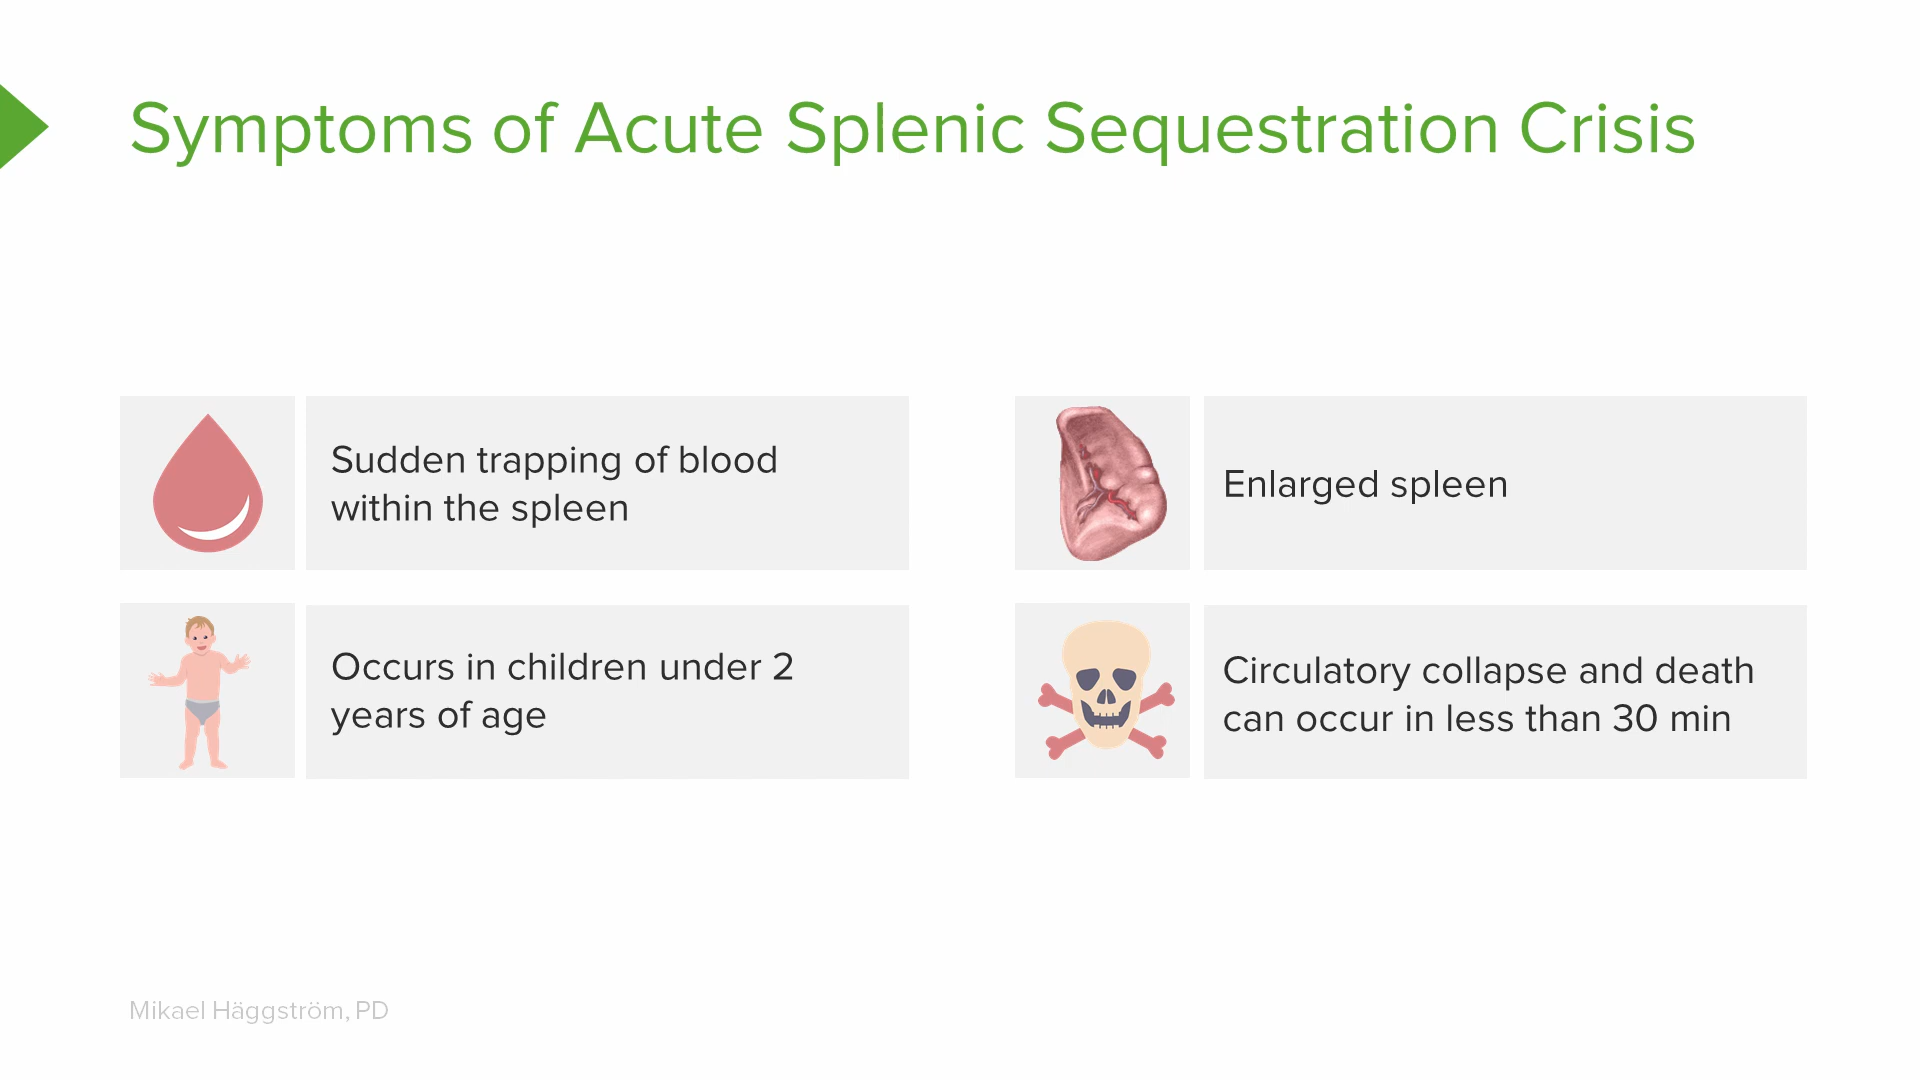 Symptoms of Acute Splenic Sequestration Crisis
Sudden trapping of blood
within the spleen
Enlarged spleen
Occurs in children under 2
years of age
Circulatory collapse and death
can occur in less than 30 min
Mikael Häggström, PD